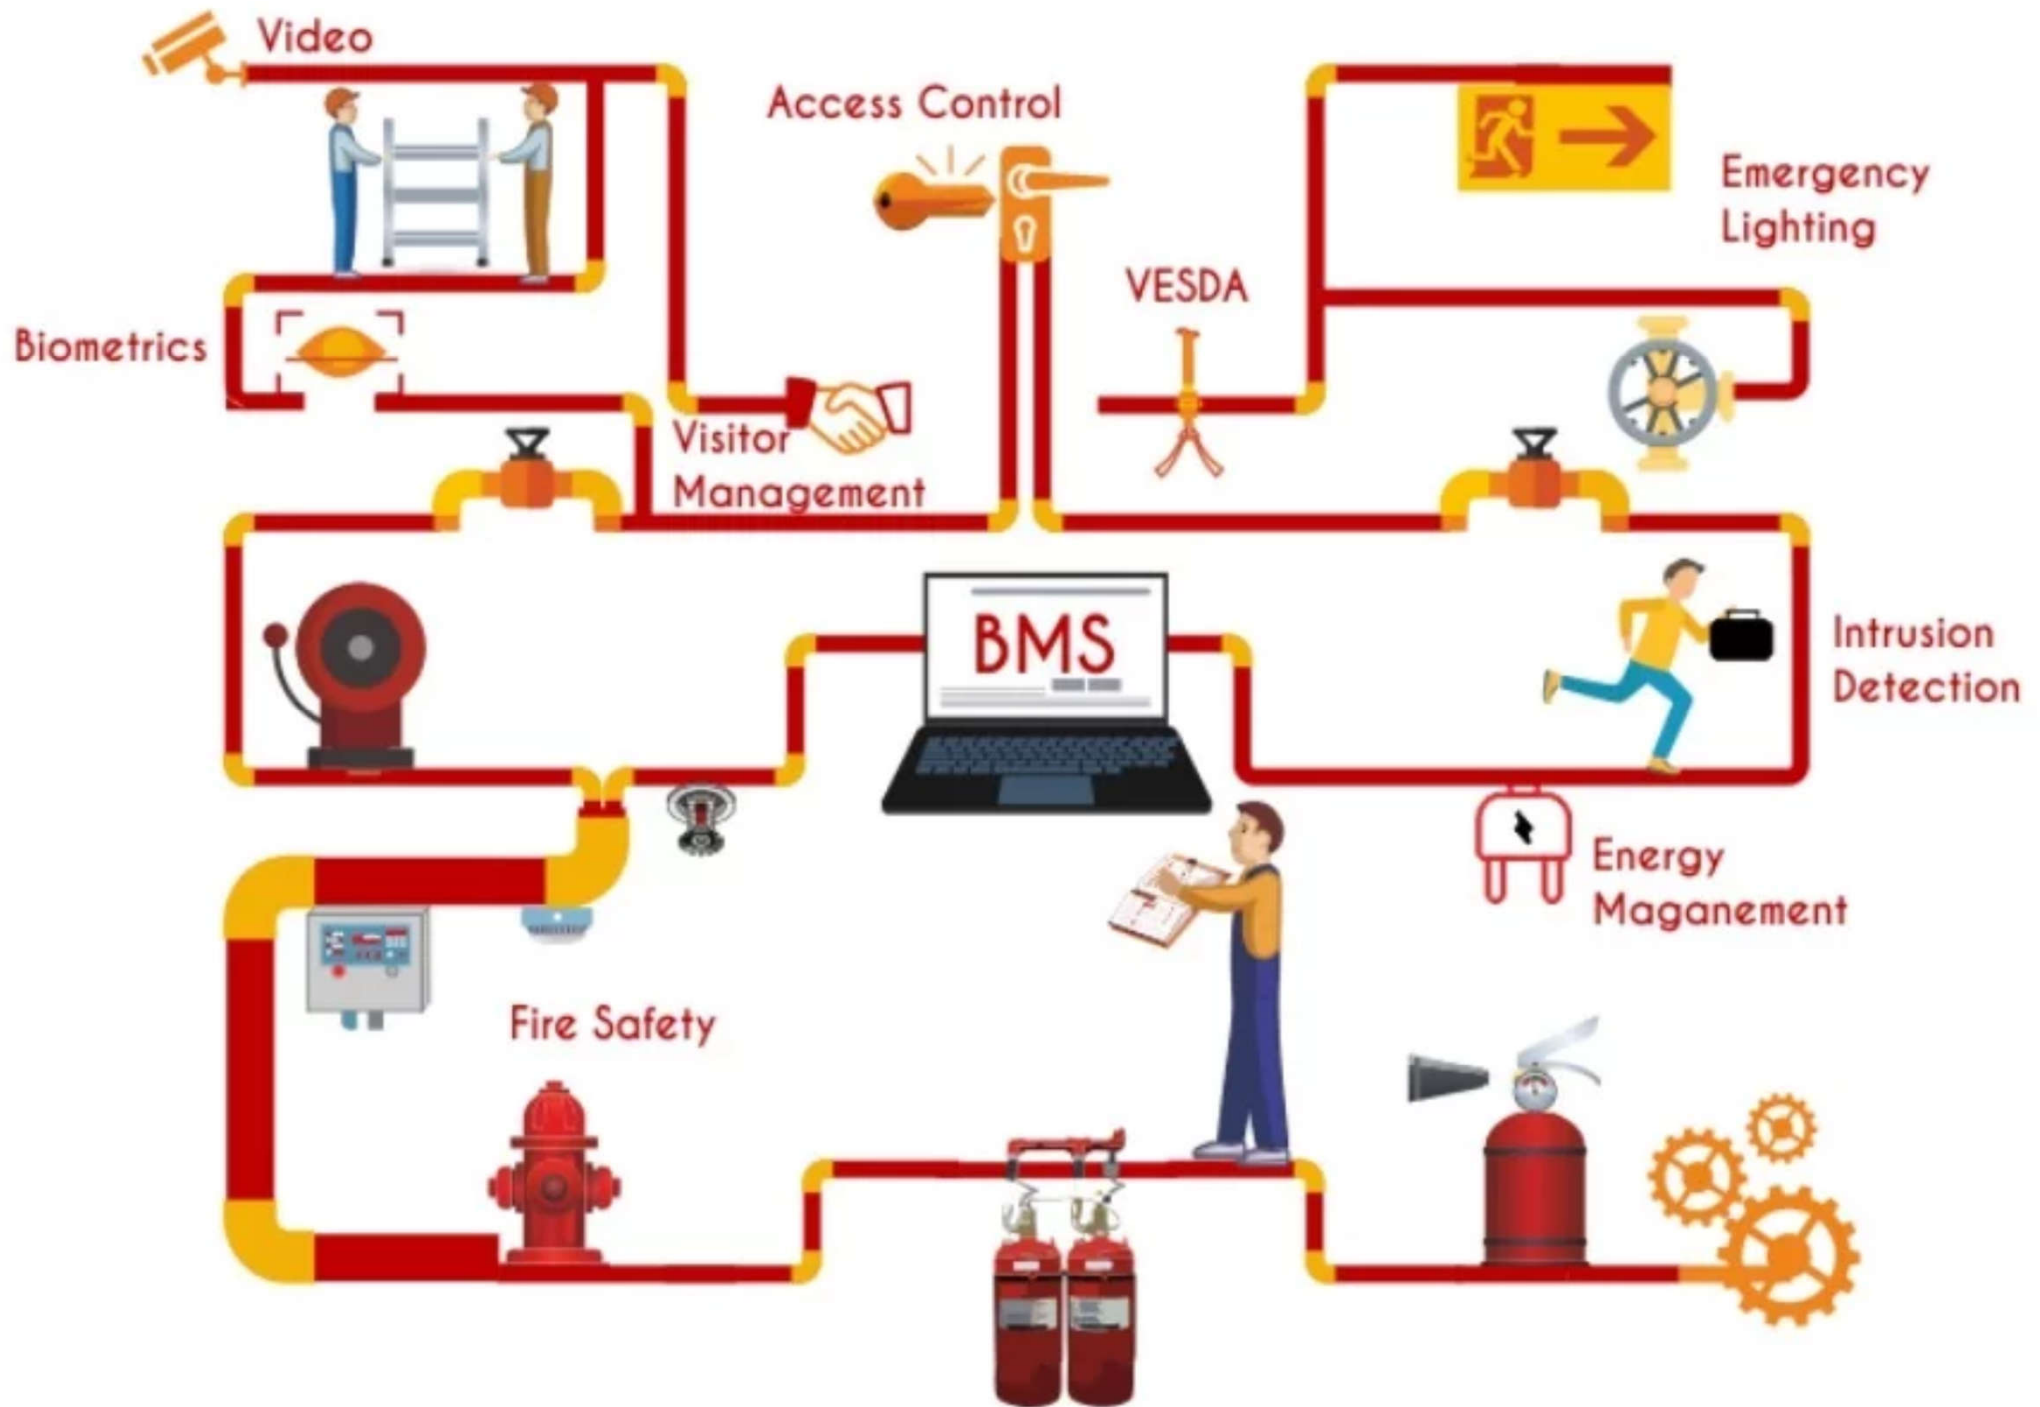 Video
Access Control
Emergency
Lighting
VESDA
Biometrics
Visitor
Management
BMS
Intrusion
Detection
Energy
Maganement
Fire Safety